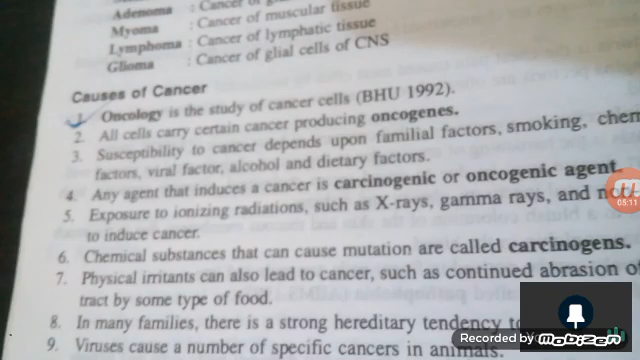 Adenoma : Cancer of
Myoma : Cancer of muscular tissue
Lymphoma : Cancer of lymphatic tissue
Glioma : Cancer of glial cells of CNS
Causes of Cancer
1. Oncology is the study of cancer cells (BHU 1992).
2. All cells carry certain cancer producing oncogenes.
3. Susceptibility to cancer depends upon familial factors, smoking, chem
factors, viral factor, alcohol and dietary factors.
4. Any agent that induces a cancer is carcinogenic or oncogenic agent
5. Exposure to ionizing radiations, such as X-rays, gamma rays, and
to induce cancer.
6. Chemical substances that can cause mutation are called carcinogens.
7. Physical irritants can also lead to cancer, such as continued abrasion of
tract by some type of food.
8. In many families, there is a strong hereditary tendency to
9. Viruses cause a number of specific cancers in animals.
05:11
Recorded by
mobizen